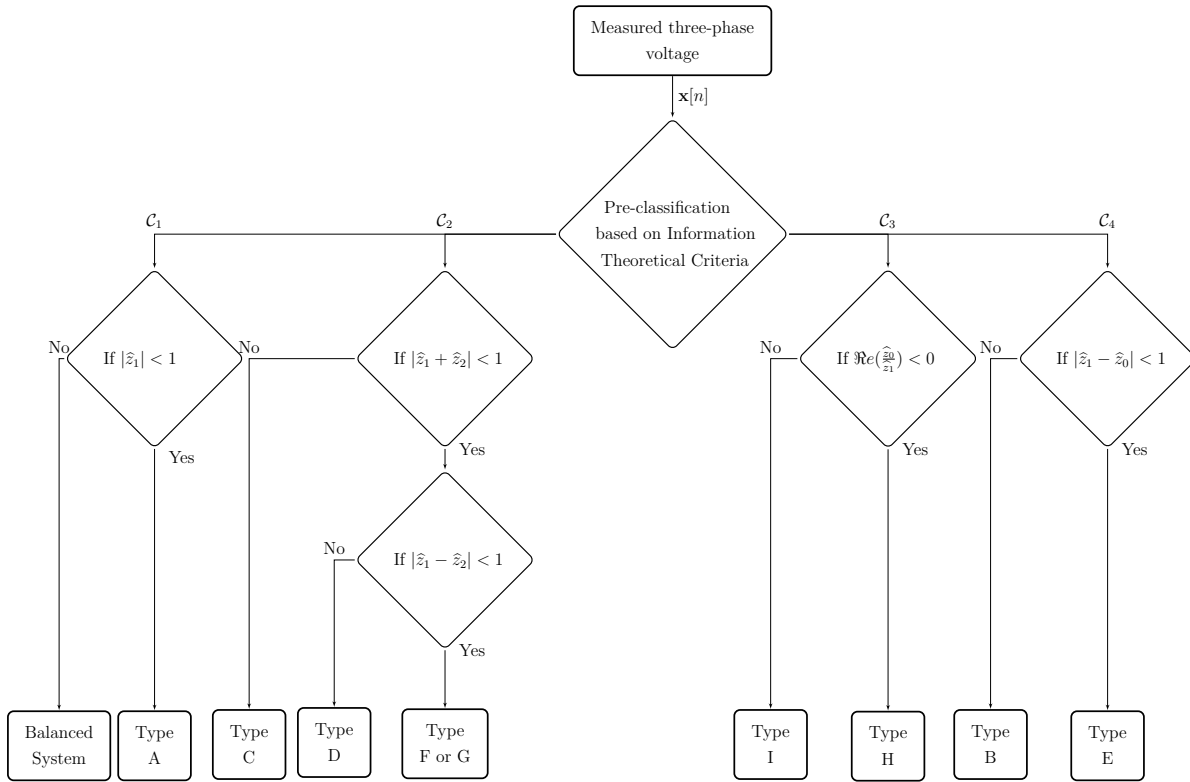 Measured three-phase
voltage
x[n]
Pre-classification
based on Information
Theoretical Criteria
𝒞₁
𝒞₂
𝒞₃
𝒞₄
No
If |ẑ₁| < 1
No
If |ẑ₁ + ẑ₂| < 1
No
If ℜe(ẑ₀/ẑ₁) < 0
No
If |ẑ₁ − ẑ₀| < 1
Yes
Yes
Yes
Yes
No
If |ẑ₁ − ẑ₂| < 1
Yes
Balanced
System
Type
A
Type
C
Type
D
Type
F or G
Type
I
Type
H
Type
B
Type
E